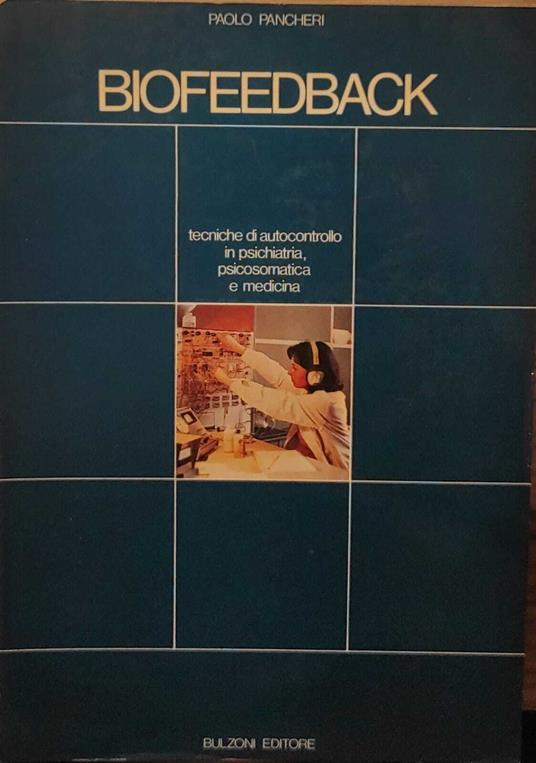 PAOLO PANCHERI
BIOFEEDBACK
tecniche di autocontrollo
in psichiatria,
psicosomatica
e medicina
BULZONI EDITORE